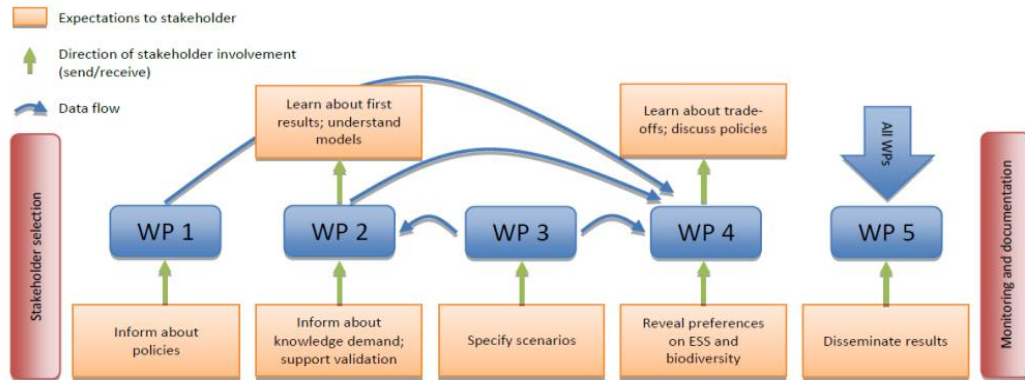 Expectations to stakeholder
Direction of stakeholder involvement
(send/receive)
Data flow
Learn about first
results; understand
models
Learn about trade-
offs; discuss policies
All WPs
Stakeholder selection
WP 1
WP 2
WP 3
WP 4
WP 5
Monitoring and documentation
Inform about
policies
Inform about
knowledge demand;
support validation
Specify scenarios
Reveal preferences
on ESS and
biodiversity
Disseminate results